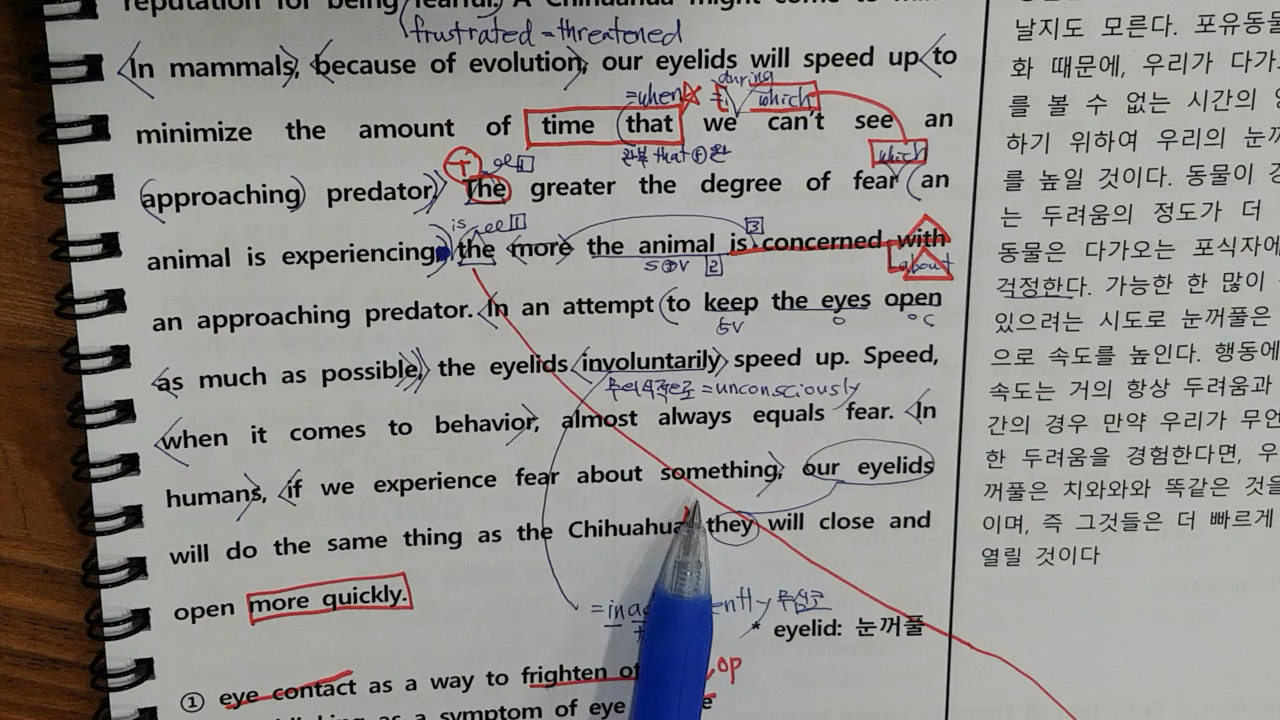 reputation for being fearful. A Chihuahua might come to
frustrated = threatened
In mammals, because of evolution, our eyelids will speed up to
=when during which
minimize the amount of time that we can't see an
that which
approaching predator. The greater the degree of fear an
is
animal is experiencing, the more the animal is concerned with
S V 2 3 about
an approaching predator. In an attempt to keep the eyes open
5V O OC
as much as possible, the eyelids involuntarily speed up. Speed,
무의식적으로 = unconsciously
when it comes to behavior, almost always equals fear. In
humans, if we experience fear about something, our eyelids
will do the same thing as the Chihuahua; they will close and
open more quickly.
무심코
* eyelid: 눈꺼풀
① eye contact as a way to frighten of
op
as a symptom of eye
날지도 모른다. 포유동물
화 때문에, 우리가 다가
를 볼 수 없는 시간의
하기 위하여 우리의 눈꺼
를 높일 것이다. 동물이
는 두려움의 정도가 더
동물은 다가오는 포식자에
걱정한다. 가능한 한 많이
있으려는 시도로 눈꺼풀은
으로 속도를 높인다. 행동에
속도는 거의 항상 두려움과
간의 경우 만약 우리가 무언
한 두려움을 경험한다면, 우
꺼풀은 치와와와 똑같은 것을
이며, 즉 그것들은 더 빠르게
열릴 것이다